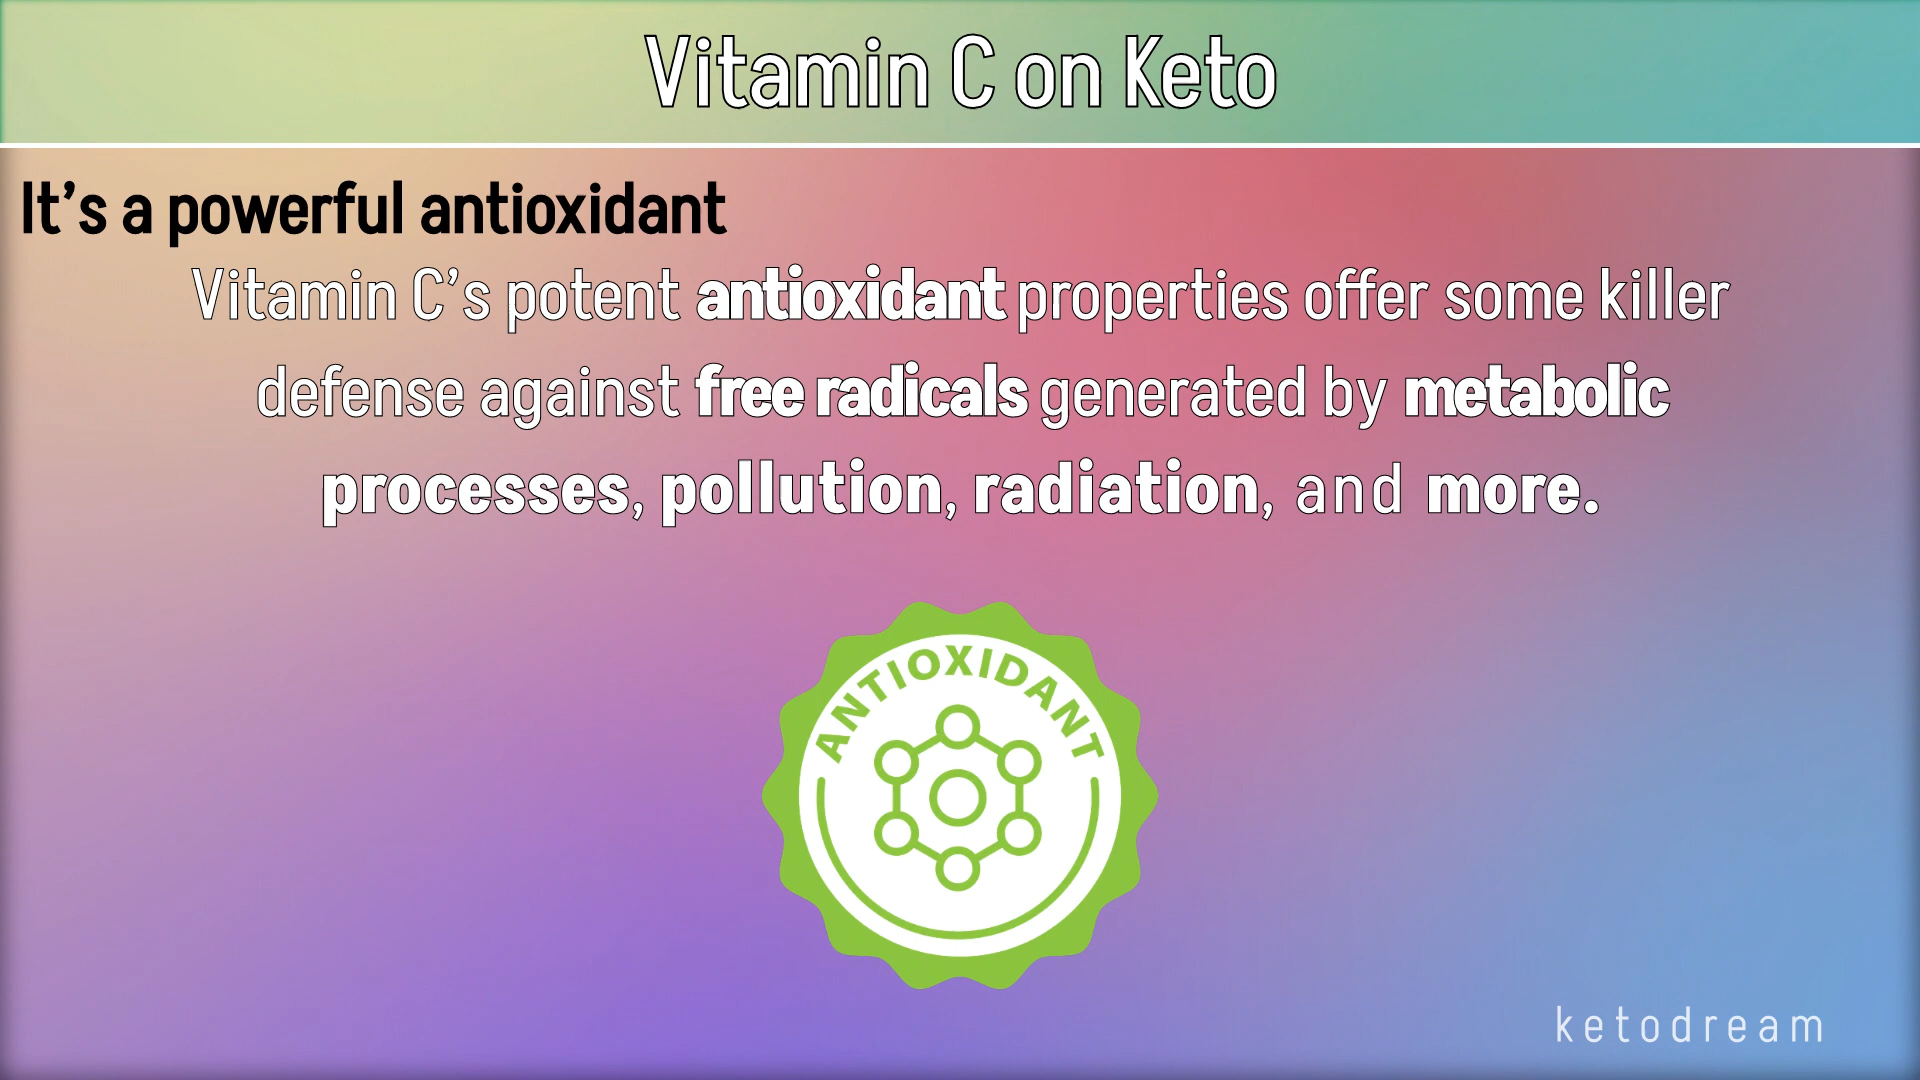 Vitamin C on Keto
It’s a powerful antioxidant
Vitamin C’s potent antioxidant properties offer some killer
defense against free radicals generated by metabolic
processes, pollution, radiation, and more.
ANTIOXIDANT
ketodream